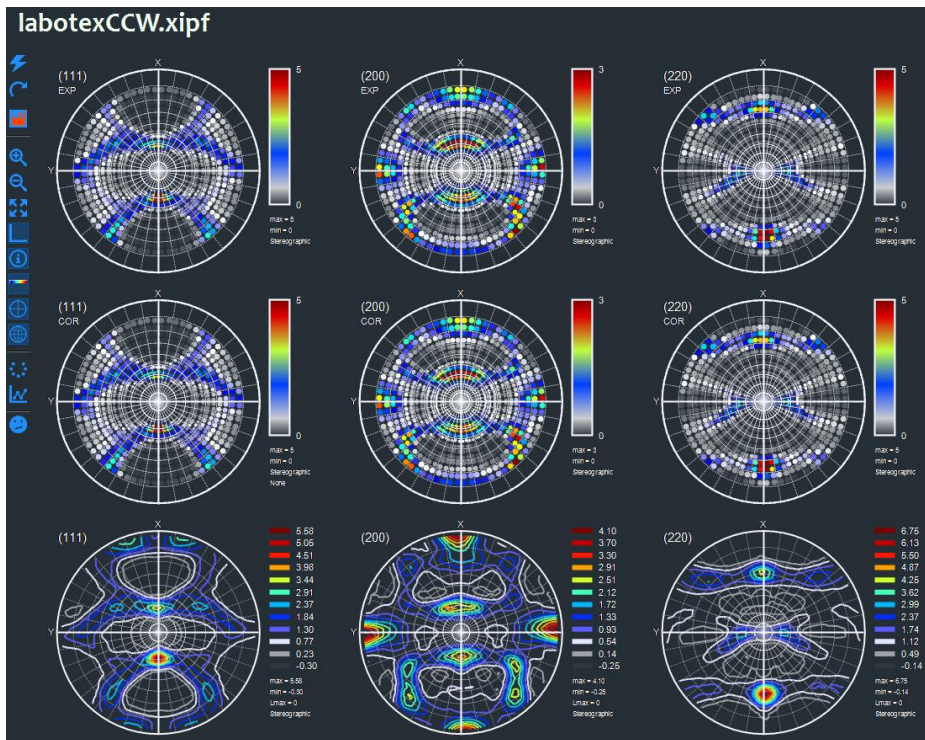 labotexCCW.xipf
X
(111)
EXP
Y
5
0
max = 5
min = 0
Stereographic
X
(200)
EXP
Y
3
0
max = 3
min = 0
Stereographic
X
(220)
EXP
Y
5
0
max = 5
min = 0
Stereographic
X
(111)
COR
Y
5
0
max = 5
min = 0
Stereographic
None
X
(200)
COR
Y
3
0
max = 3
min = 0
Stereographic
X
(220)
COR
Y
5
0
max = 5
min = 0
Stereographic
X
(111)
Y
5.58
5.05
4.51
3.98
3.44
2.91
2.37
1.84
1.30
0.77
0.23
-0.30
max = 5.58
min = -0.30
Lmax = 0
Stereographic
X
(200)
Y
4.10
3.70
3.30
2.91
2.51
2.12
1.72
1.33
0.93
0.54
0.14
-0.25
max = 4.10
min = -0.25
Lmax = 0
Stereographic
X
(220)
Y
6.75
6.13
5.50
4.87
4.25
3.62
2.99
2.37
1.74
1.12
0.49
-0.14
max = 6.75
min = -0.14
Lmax = 0
Stereographic